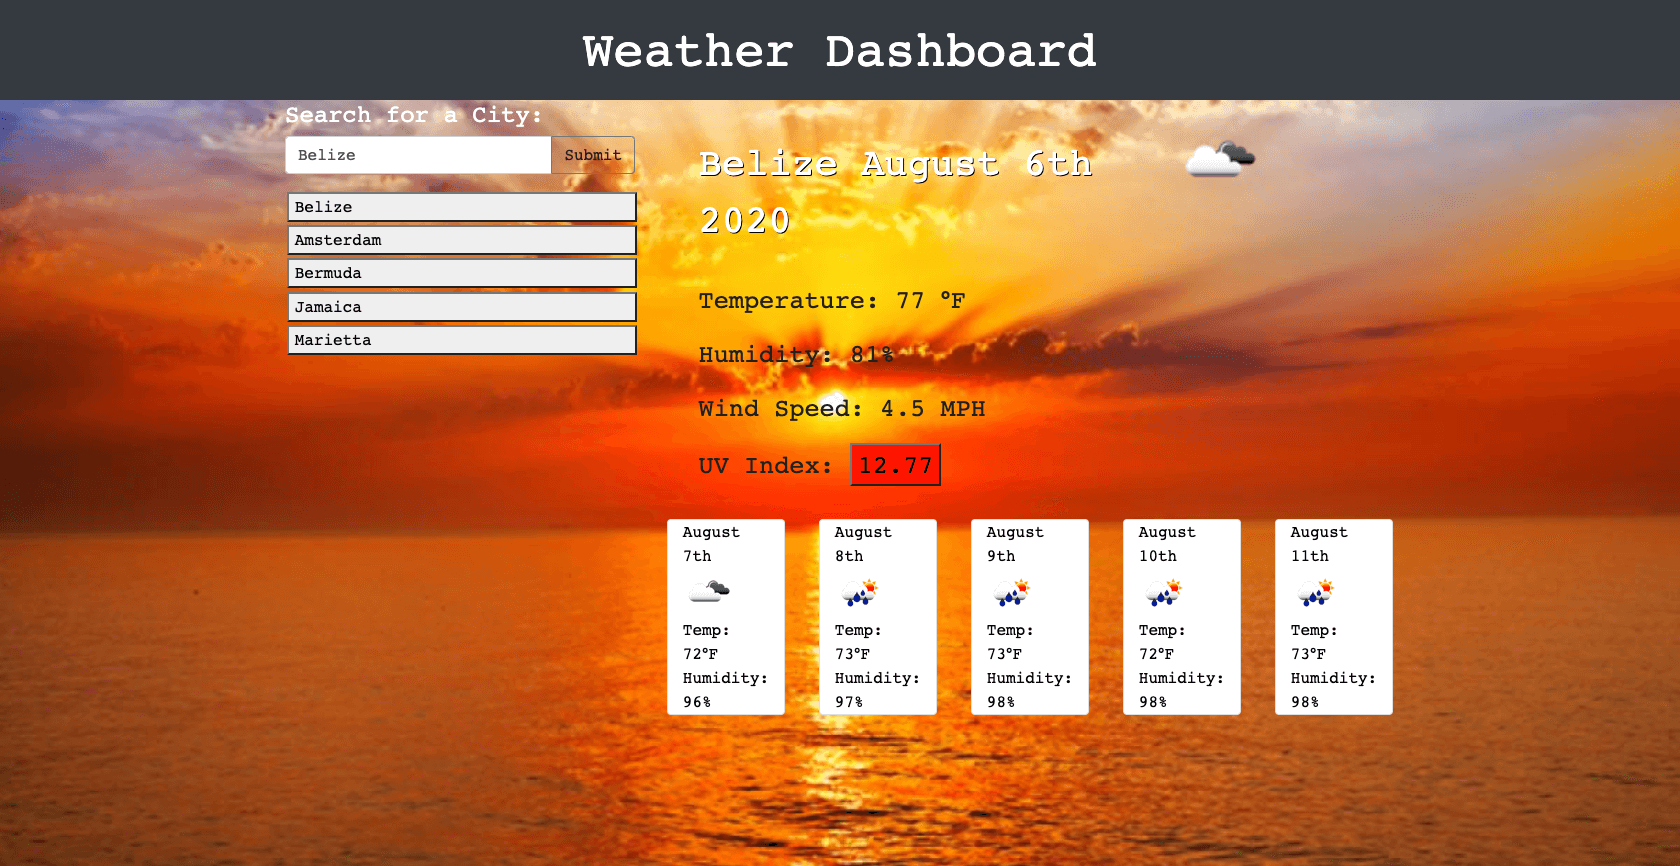 Weather Dashboard
Search for a City:
Belize
Submit
Belize
Amsterdam
Bermuda
Jamaica
Marietta
Belize August 6th
2020
Temperature: 77 °F
Humidity: 81%
Wind Speed: 4.5 MPH
UV Index: 12.77
August
7th
Temp:
72°F
Humidity:
96%
August
8th
Temp:
73°F
Humidity:
97%
August
9th
Temp:
73°F
Humidity:
98%
August
10th
Temp:
72°F
Humidity:
98%
August
11th
Temp:
73°F
Humidity:
98%